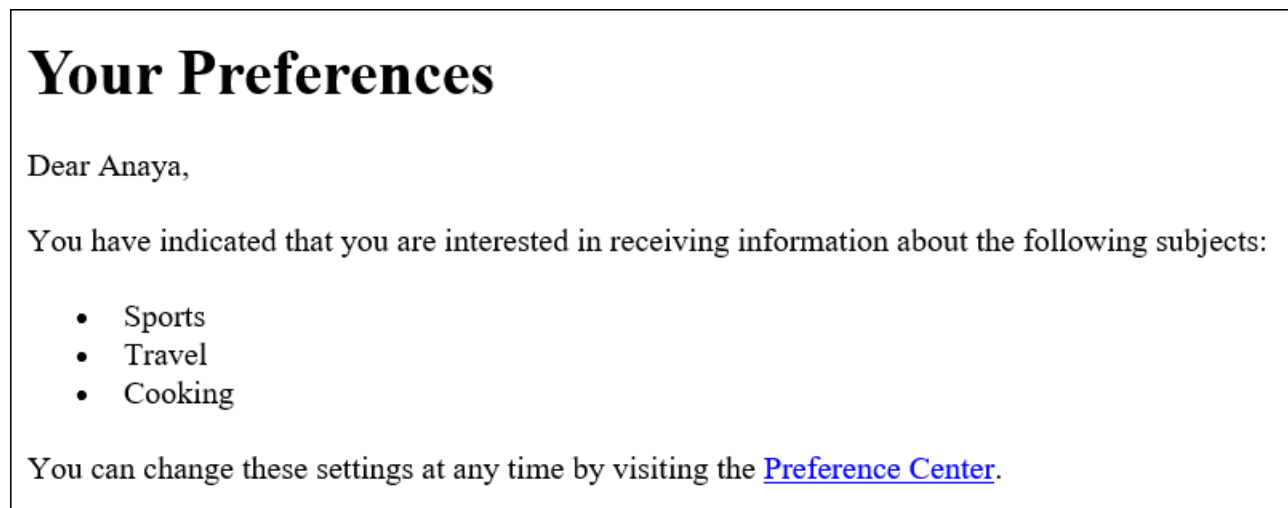 Your Preferences
Dear Anaya,
You have indicated that you are interested in receiving information about the following subjects:
• Sports
• Travel
• Cooking
You can change these settings at any time by visiting the Preference Center.